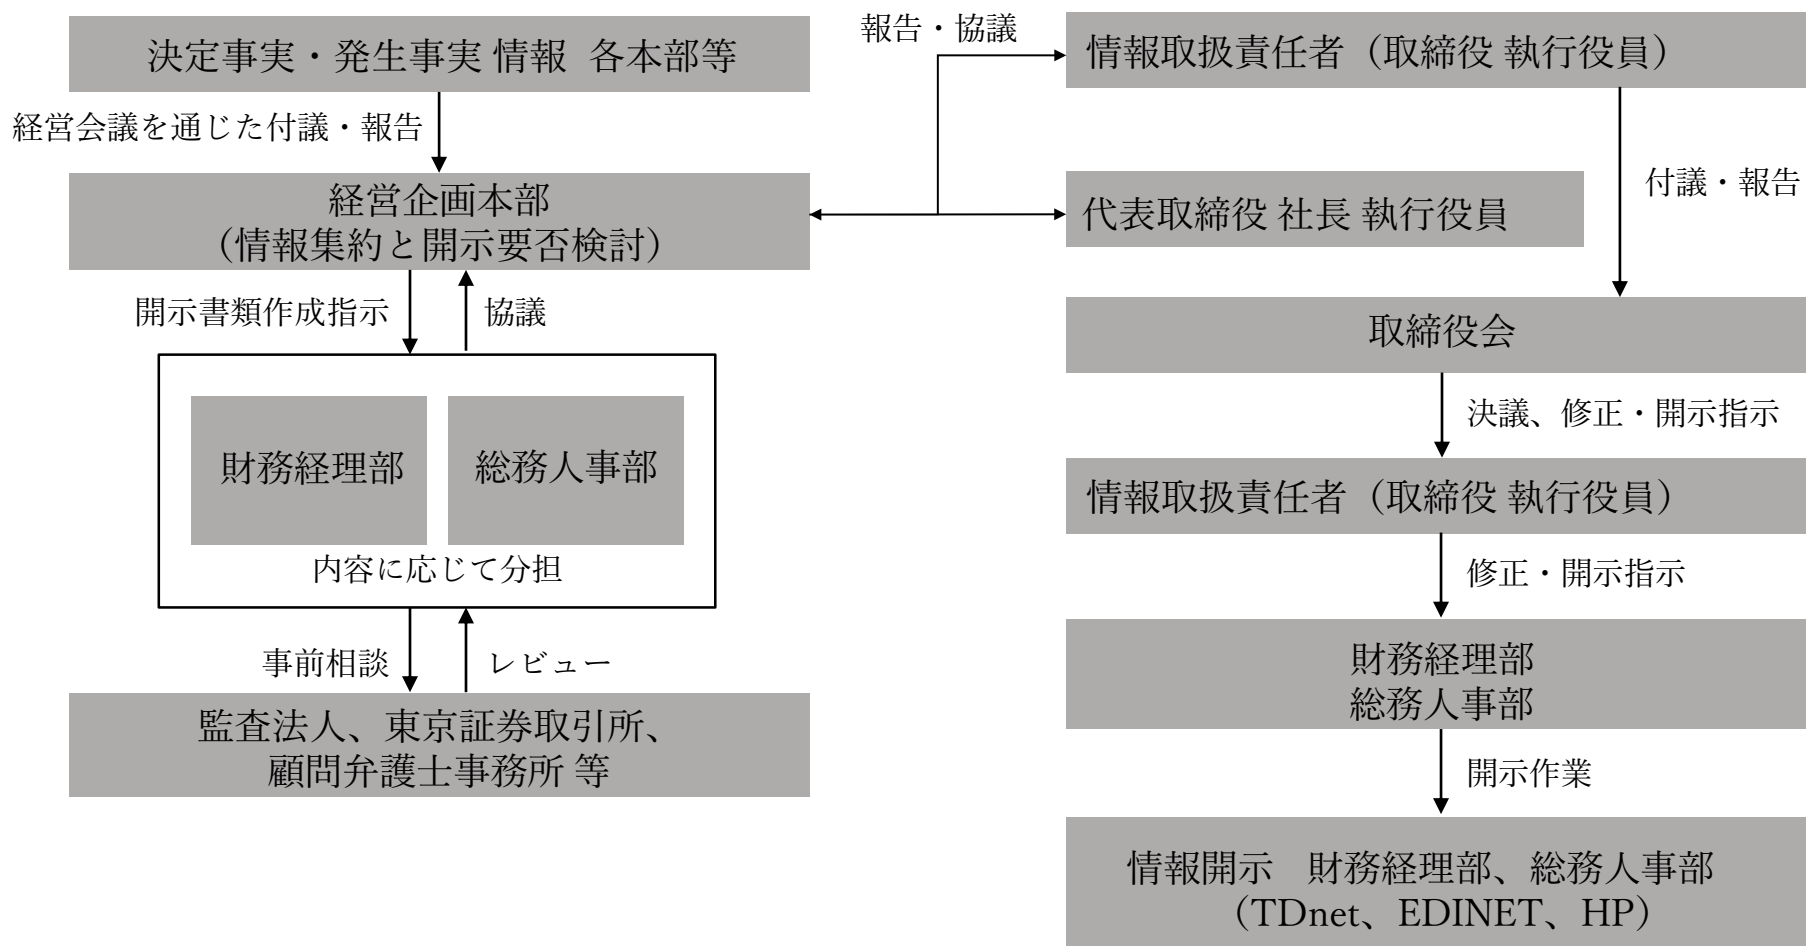 決定事実・発生事実 情報 各本部等
経営会議を通じた付議・報告
経営企画本部
（情報集約と開示要否検討）
開示書類作成指示
協議
財務経理部
総務人事部
内容に応じて分担
事前相談
レビュー
監査法人、東京証券取引所、
顧問弁護士事務所 等
報告・協議
情報取扱責任者（取締役 執行役員）
代表取締役 社長 執行役員
付議・報告
取締役会
決議、修正・開示指示
情報取扱責任者（取締役 執行役員）
修正・開示指示
財務経理部
総務人事部
開示作業
情報開示　財務経理部、総務人事部
（TDnet、EDINET、HP）